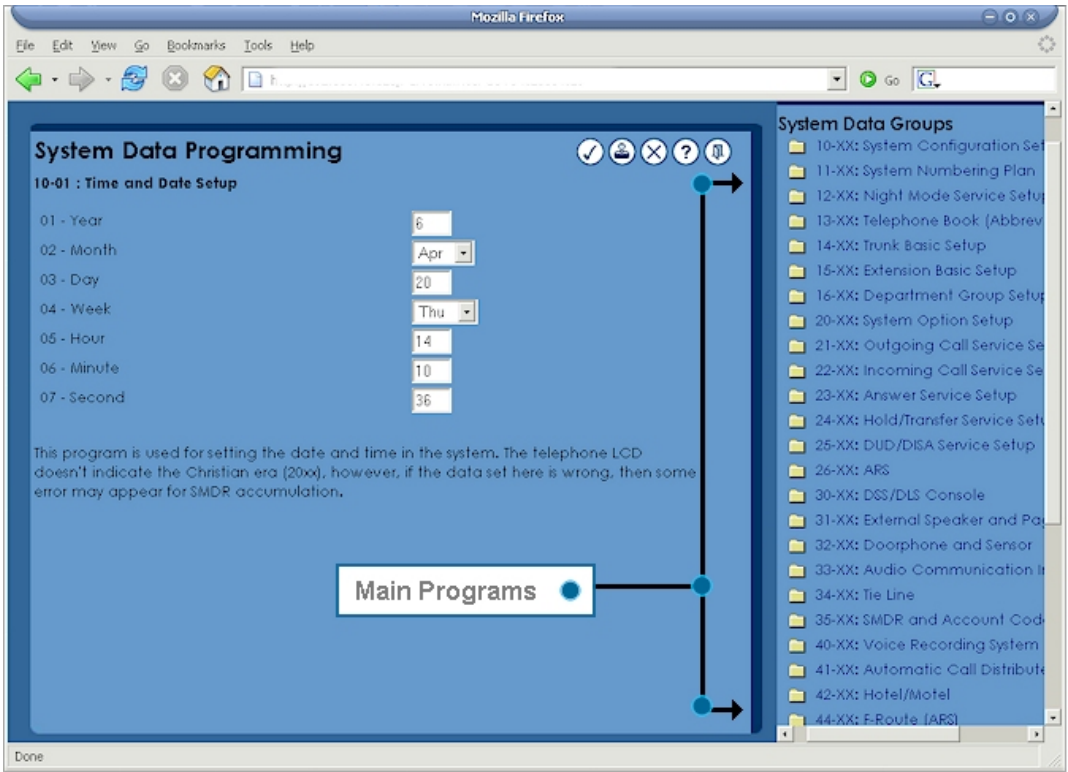 Mozilla Firefox
File Edit View Go Bookmarks Tools Help
Go G
System Data Programming
10-01 : Time and Date Setup
01 - Year 6
02 - Month Apr
03 - Day 20
04 - Week Thu
05 - Hour 14
06 - Minute 10
07 - Second 36
This program is used for setting the date and time in the system. The telephone LCD
doesn't indicate the Christian era (20xx), however, if the data set here is wrong, then some
error may appear for SMDR accumulation.
Main Programs
System Data Groups
10-XX: System Configuration Set
11-XX: System Numbering Plan
12-XX: Night Mode Service Setup
13-XX: Telephone Book (Abbrev
14-XX: Trunk Basic Setup
15-XX: Extension Basic Setup
16-XX: Department Group Setup
20-XX: System Option Setup
21-XX: Outgoing Call Service Se
22-XX: Incoming Call Service Se
23-XX: Answer Service Setup
24-XX: Hold/Transfer Service Setu
25-XX: DUD/DISA Service Setup
26-XX: ARS
30-XX: DSS/DLS Console
31-XX: External Speaker and Pa
32-XX: Doorphone and Sensor
33-XX: Audio Communication I
34-XX: Tie Line
35-XX: SMDR and Account Cod
40-XX: Voice Recording System
41-XX: Automatic Call Distribute
42-XX: Hotel/Motel
44-XX: F-Route (ARS)
Done